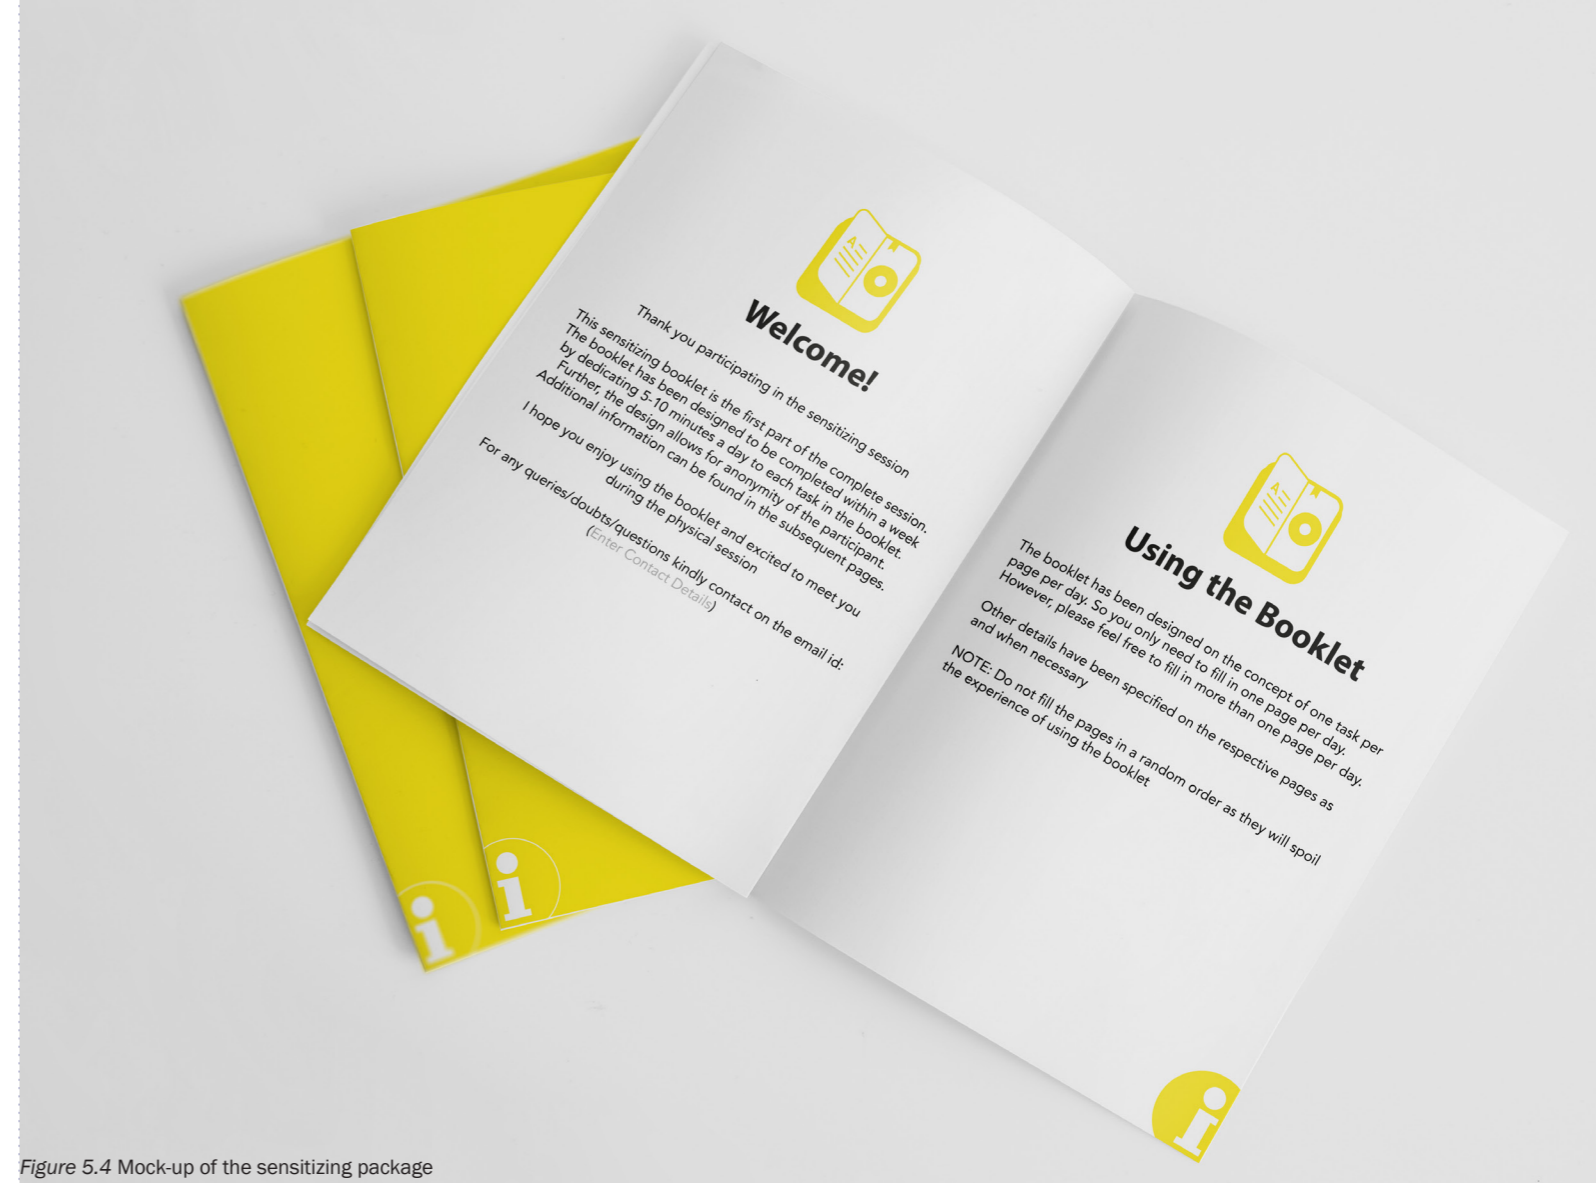 Welcome!
Thank you participating in the sensitizing session
This sensitizing booklet is the first part of the complete session.
The booklet has been designed to be completed within a week
by dedicating 5-10 minutes a day to each task in the booklet.
Further, the design allows for anonymity of the participant.
Additional information can be found in the subsequent pages.
I hope you enjoy using the booklet and excited to meet you
during the physical session
For any queries/doubts/questions kindly contact on the email id:
(Enter Contact Details)
Using the Booklet
The booklet has been designed on the concept of one task per
page per day. So you only need to fill in one page per day.
However, please feel free to fill in more than one page per day.
Other details have been specified on the respective pages as
and when necessary
NOTE: Do not fill the pages in a random order as they will spoil
the experience of using the booklet
i
i
i
Figure 5.4 Mock-up of the sensitizing package